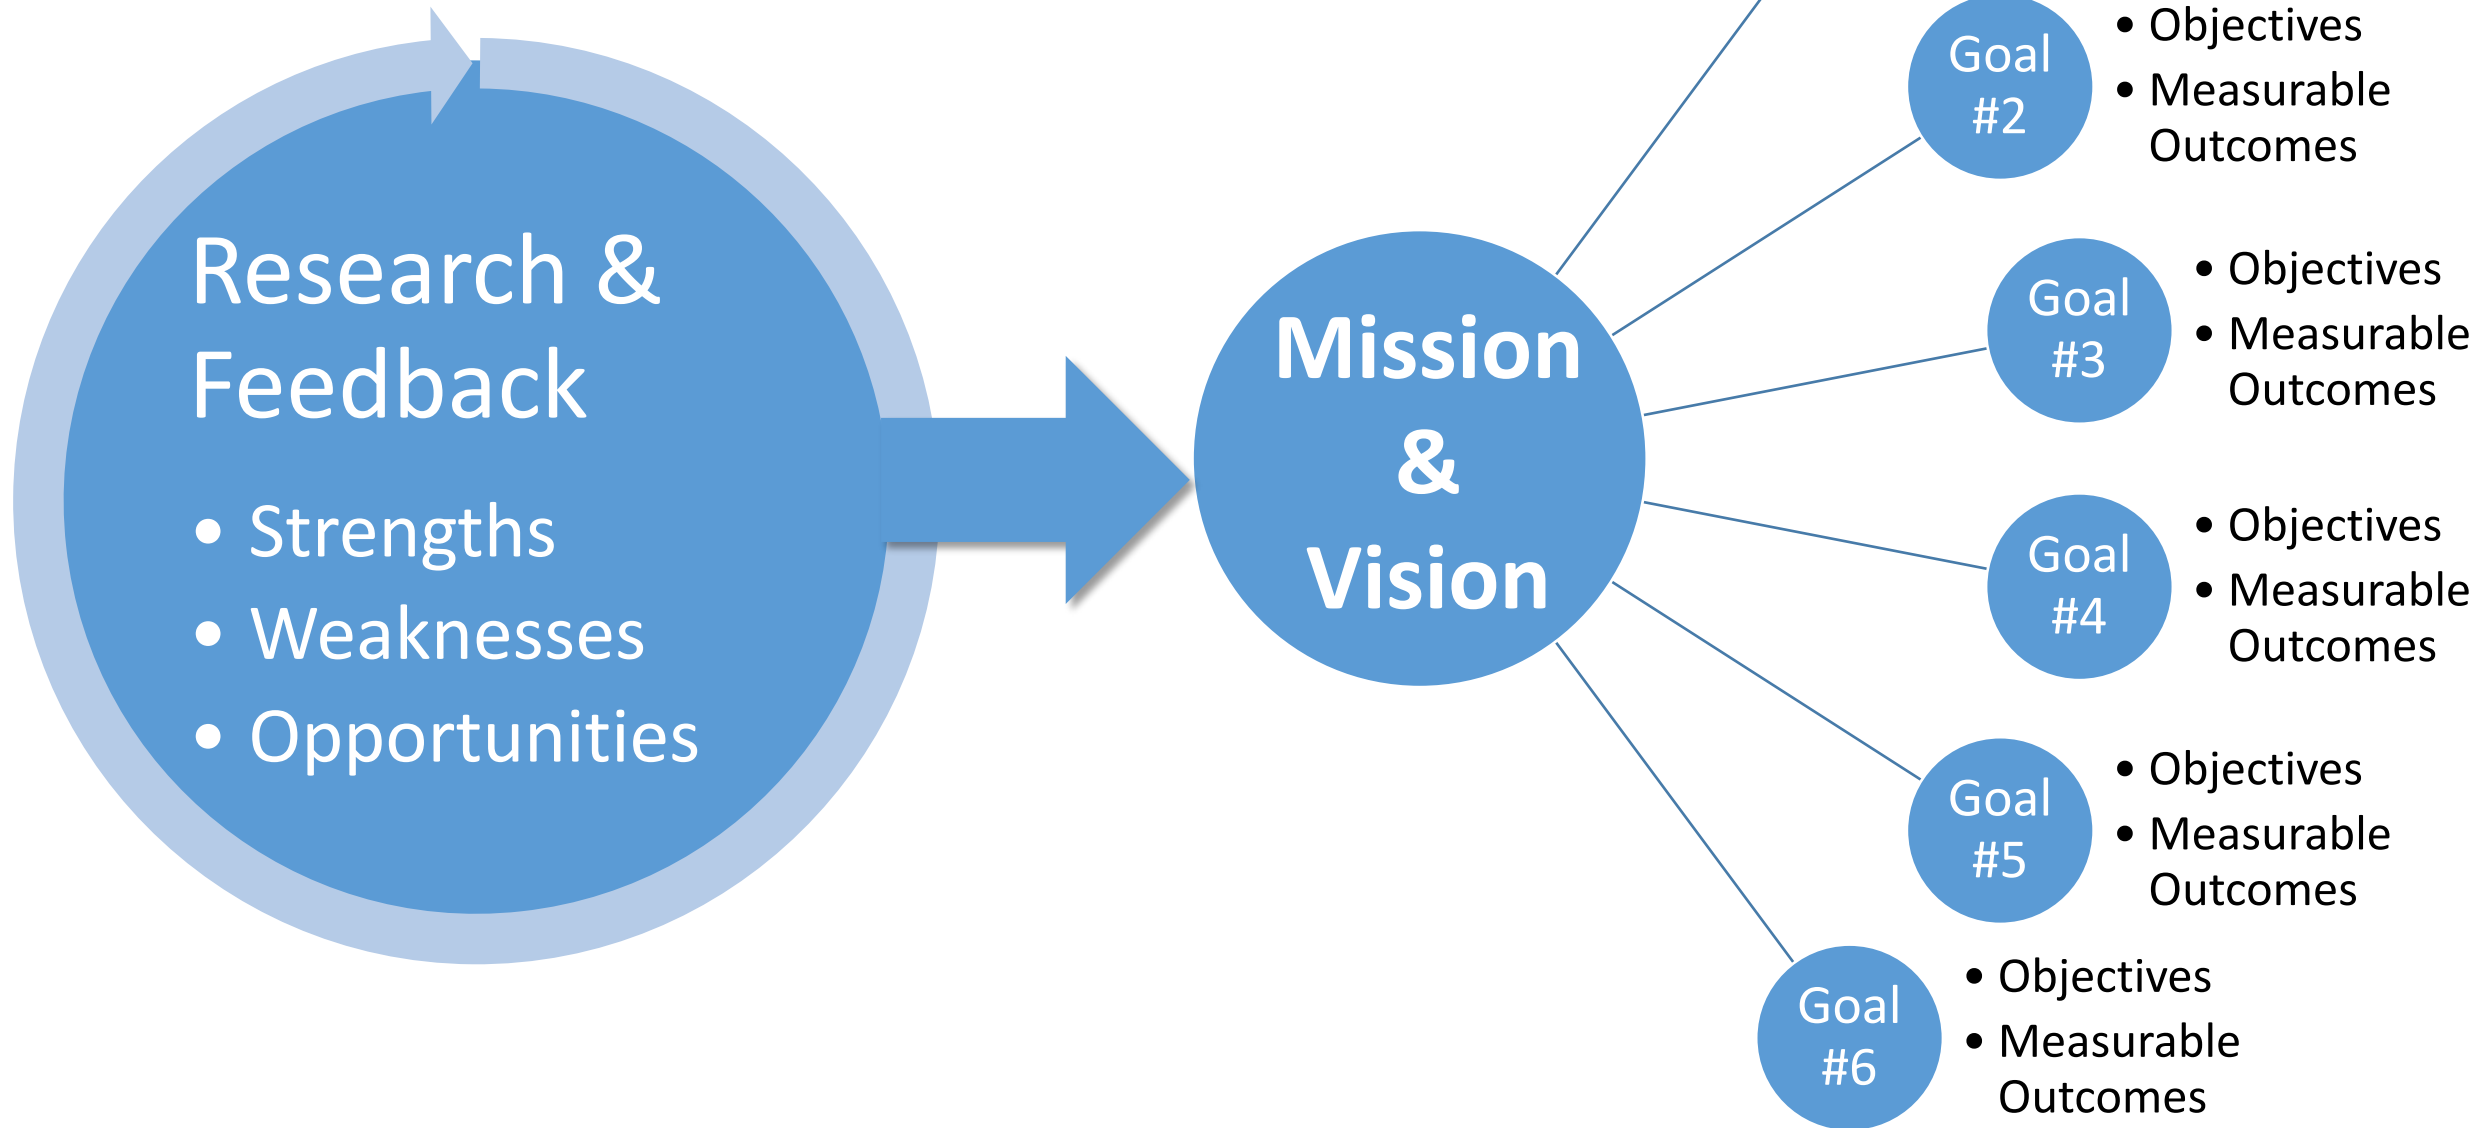 Research &
Feedback
• Strengths
• Weaknesses
• Opportunities
Mission
&
Vision
Goal
#2
• Objectives
• Measurable
Outcomes
Goal
#3
• Objectives
• Measurable
Outcomes
Goal
#4
• Objectives
• Measurable
Outcomes
Goal
#5
• Objectives
• Measurable
Outcomes
Goal
#6
• Objectives
• Measurable
Outcomes